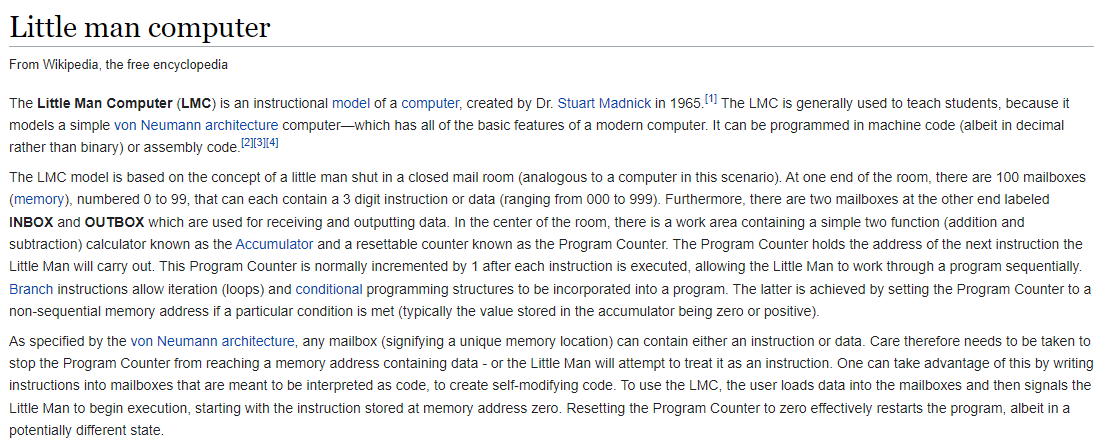 Little man computer
From Wikipedia, the free encyclopedia
The Little Man Computer (LMC) is an instructional model of a computer, created by Dr. Stuart Madnick in 1965.[1] The LMC is generally used to teach students, because it
models a simple von Neumann architecture computer—which has all of the basic features of a modern computer. It can be programmed in machine code (albeit in decimal
rather than binary) or assembly code.[2][3][4]
The LMC model is based on the concept of a little man shut in a closed mail room (analogous to a computer in this scenario). At one end of the room, there are 100 mailboxes
(memory), numbered 0 to 99, that can each contain a 3 digit instruction or data (ranging from 000 to 999). Furthermore, there are two mailboxes at the other end labeled
INBOX and OUTBOX which are used for receiving and outputting data. In the center of the room, there is a work area containing a simple two function (addition and
subtraction) calculator known as the Accumulator and a resettable counter known as the Program Counter. The Program Counter holds the address of the next instruction the
Little Man will carry out. This Program Counter is normally incremented by 1 after each instruction is executed, allowing the Little Man to work through a program sequentially.
Branch instructions allow iteration (loops) and conditional programming structures to be incorporated into a program. The latter is achieved by setting the Program Counter to a
non-sequential memory address if a particular condition is met (typically the value stored in the accumulator being zero or positive).
As specified by the von Neumann architecture, any mailbox (signifying a unique memory location) can contain either an instruction or data. Care therefore needs to be taken to
stop the Program Counter from reaching a memory address containing data - or the Little Man will attempt to treat it as an instruction. One can take advantage of this by writing
instructions into mailboxes that are meant to be interpreted as code, to create self-modifying code. To use the LMC, the user loads data into the mailboxes and then signals the
Little Man to begin execution, starting with the instruction stored at memory address zero. Resetting the Program Counter to zero effectively restarts the program, albeit in a
potentially different state.